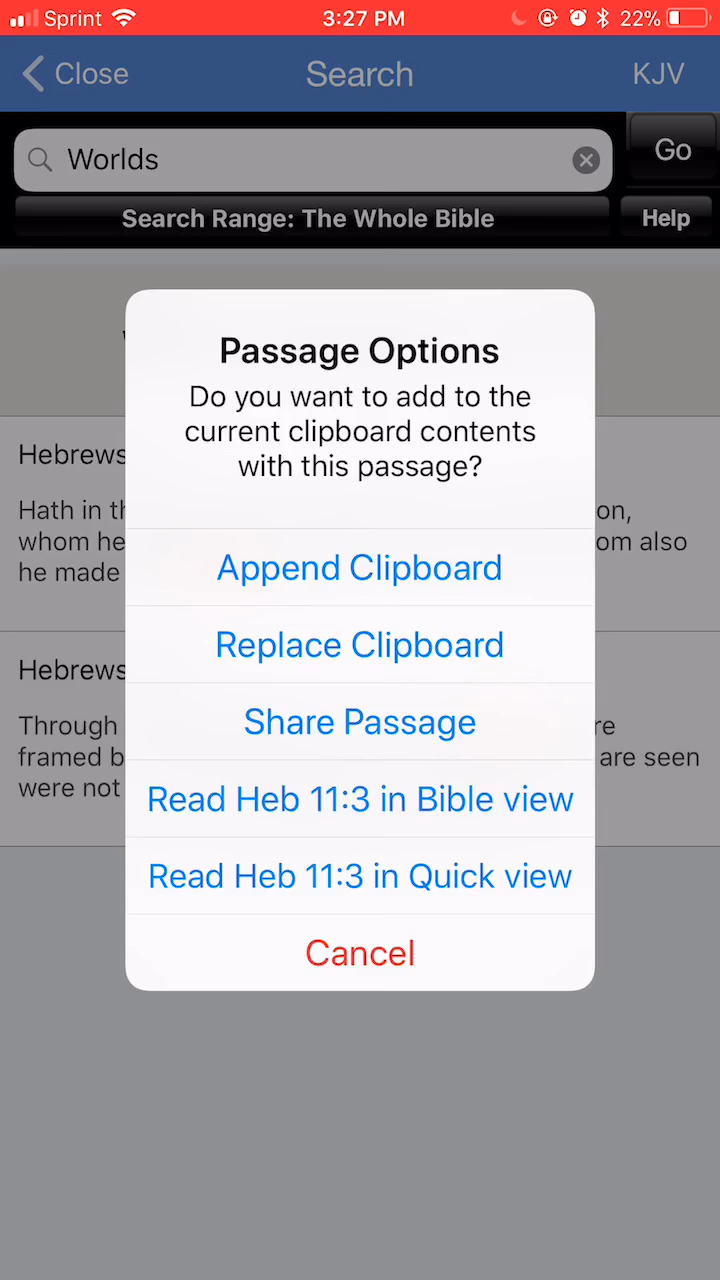 Sprint 3:27 PM 22%
Close Search KJV
Worlds Go
Search Range: The Whole Bible Help
Passage Options
Do you want to add to the
current clipboard contents
with this passage?
Hebrews
Hath in on,
whom he om also
he made
Append Clipboard
Replace Clipboard
Hebrews
Share Passage
Through re
framed are seen
were not
Read Heb 11:3 in Bible view
Read Heb 11:3 in Quick view
Cancel